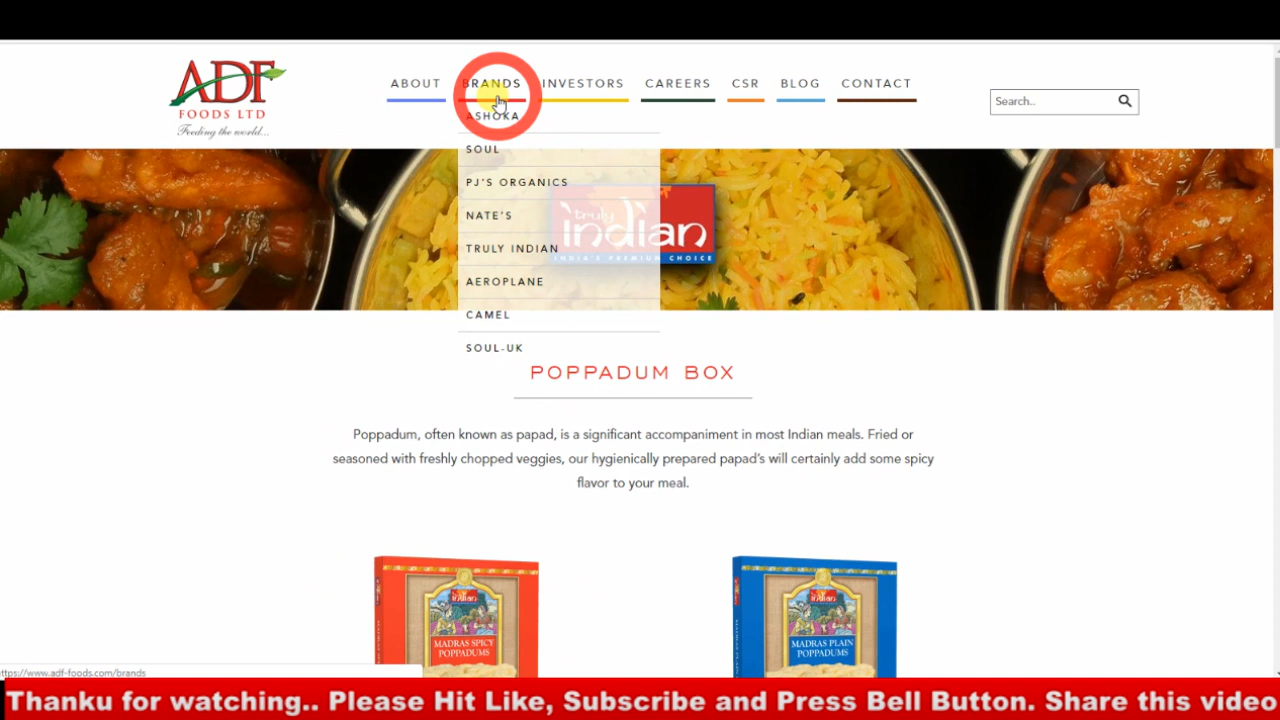 ADF
FOODS LTD
Feeding the world...
ABOUT BRANDS INVESTORS CAREERS CSR BLOG CONTACT
Search..
ASHOKA
SOUL
PJ'S ORGANICS
NATE'S
TRULY INDIAN
AEROPLANE
CAMEL
SOUL-UK
truly
indian
INDIA'S PREMIUM CHOICE
POPPADUM BOX
Poppadum, often known as papad, is a significant accompaniment in most Indian meals. Fried or
seasoned with freshly chopped veggies, our hygienically prepared papad's will certainly add some spicy
flavor to your meal.
indian
MADRAS SPICY
POPPADUMS
indian
MADRAS PLAIN
POPPADUMS
https://www.adf-foods.com/brands
Thanku for watching.. Please Hit Like, Subscribe and Press Bell Button. Share this video